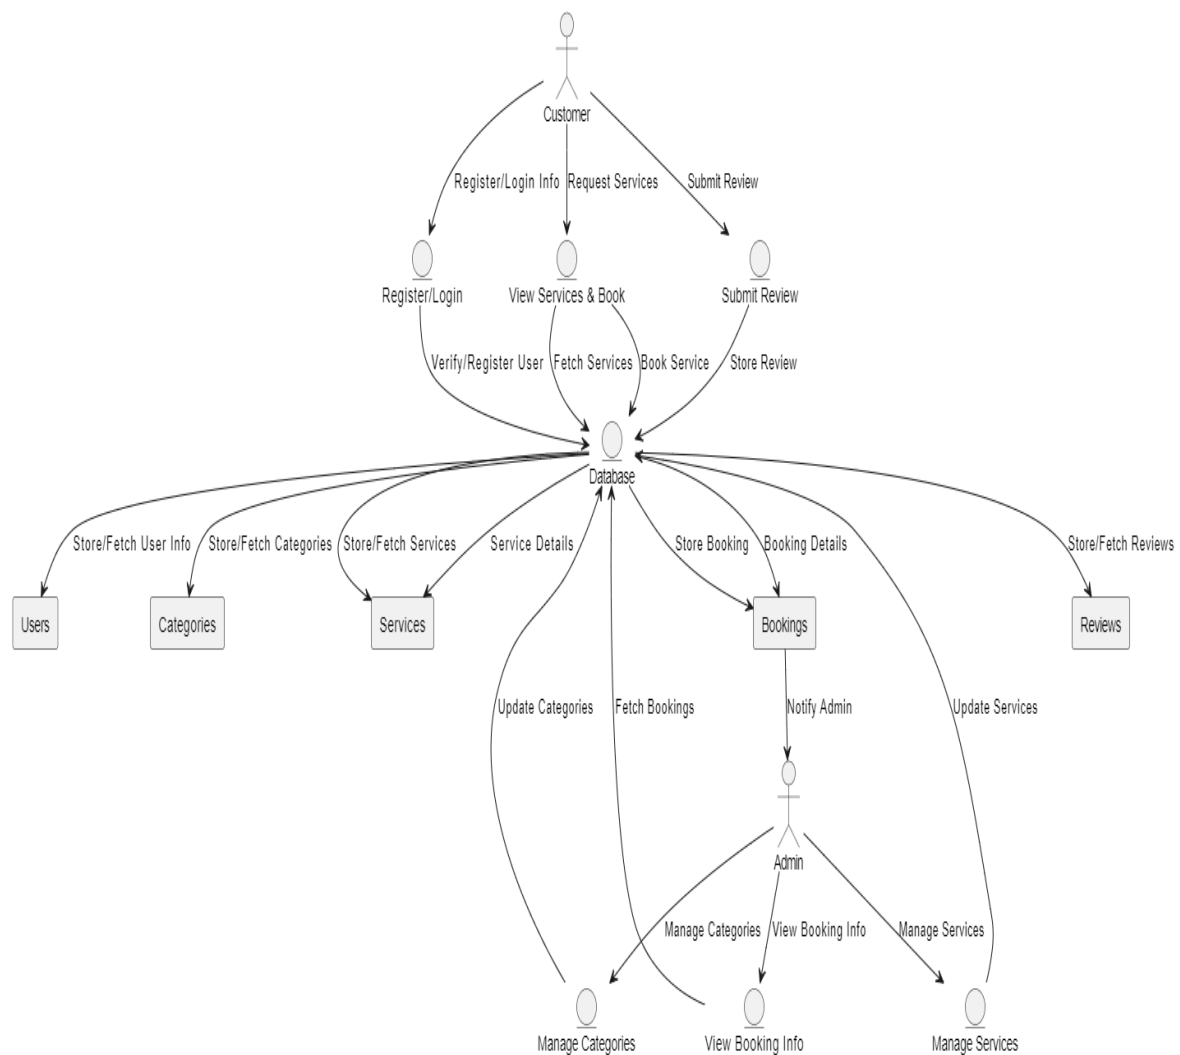 Customer
Register/Login Info
Request Services
Submit Review
Register/Login
View Services & Book
Submit Review
Verify/Register User
Fetch Services
Book Service
Store Review
Database
Store/Fetch User Info
Store/Fetch Categories
Store/Fetch Services
Service Details
Store Booking
Booking Details
Store/Fetch Reviews
Users
Categories
Services
Bookings
Reviews
Update Categories
Fetch Bookings
Notify Admin
Update Services
Admin
Manage Categories
View Booking Info
Manage Services
Manage Categories
View Booking Info
Manage Services